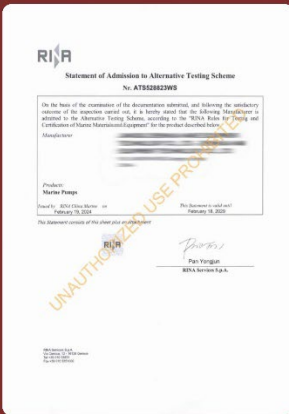 RINA
Statement of Admission to Alternative Testing Scheme
Nr. ATS528823WS
On the basis of the examination of the documentation submitted, and following the satisfactory
outcome of the inspection carried out, it is hereby stated that the following Manufacturer is
admitted to the Alternative Testing Scheme, according to the "RINA Rules for Testing and
Certification of Marine Materials and Equipment" for the product described below.
Manufacturer
Products:
Marine Pumps
Issued by RINA China Marine on
February 19, 2024
This Statement is valid until
February 18, 2029
This Statement consists of this sheet plus an attachment
UNAUTHORIZED USE PROHIBITED
RINA
Pan Yongjun
RINA Services S.p.A.
RINA Services S.p.A.